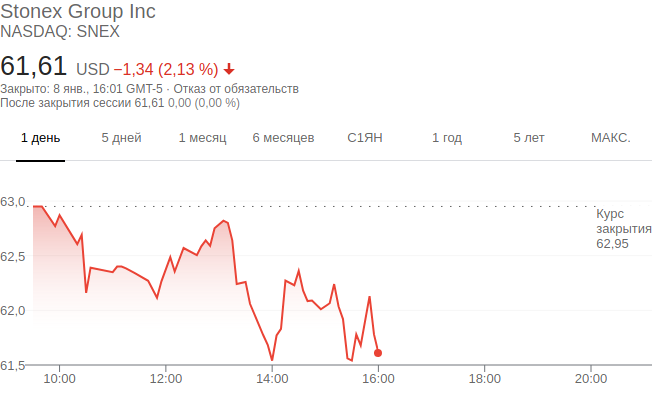 Stonex Group Inc
NASDAQ: SNEX
61,61 USD −1,34 (2,13 %)
Закрыто: 8 янв., 16:01 GMT-5 · Отказ от обязательств
После закрытия сессии 61,61 0,00 (0,00 %)
1 день 5 дней 1 месяц 6 месяцев С1ЯН 1 год 5 лет МАКС.
63,0
Курс
закрытия
62,95
62,5
62,0
61,5
10:00 12:00 14:00 16:00 18:00 20:00